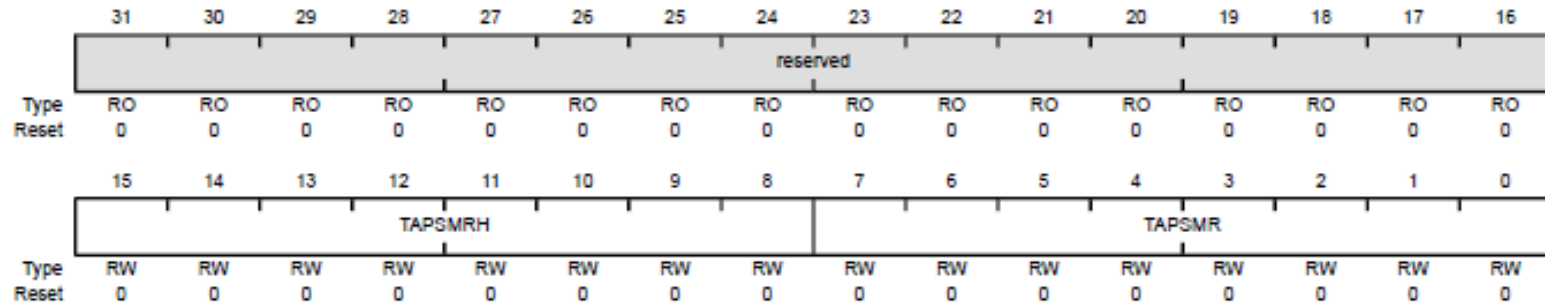 31 30 29 28 27 26 25 24 23 22 21 20 19 18 17 16
reserved
Type RO RO RO RO RO RO RO RO RO RO RO RO RO RO RO RO
Reset 0 0 0 0 0 0 0 0 0 0 0 0 0 0 0 0
15 14 13 12 11 10 9 8 7 6 5 4 3 2 1 0
TAPSMRH TAPSMR
Type RW RW RW RW RW RW RW RW RW RW RW RW RW RW RW RW
Reset 0 0 0 0 0 0 0 0 0 0 0 0 0 0 0 0